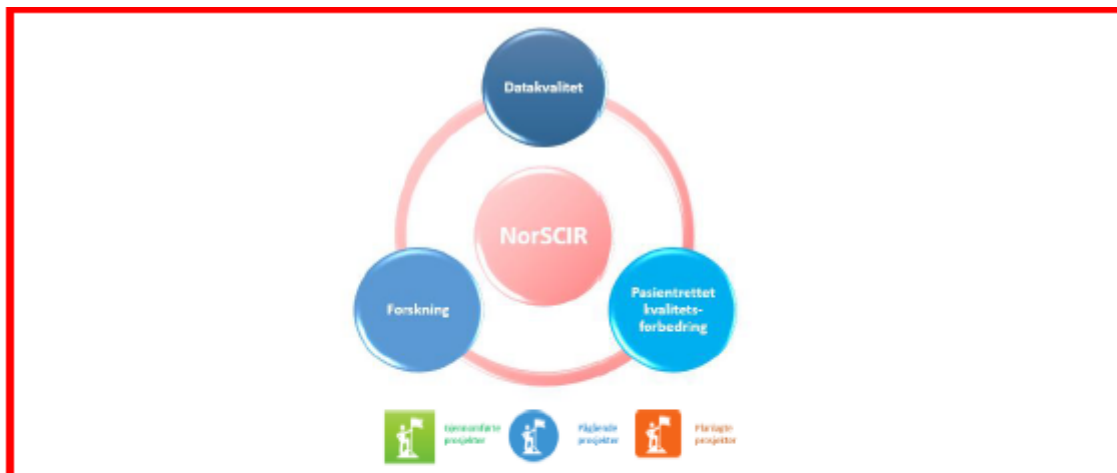 Datakvalitet
NorSCIR
Forskning
Pasientrettet
kvalitets-
forbedring
Gjennomførte
prosjekter
Pågående
prosjekter
Planlagte
prosjekter